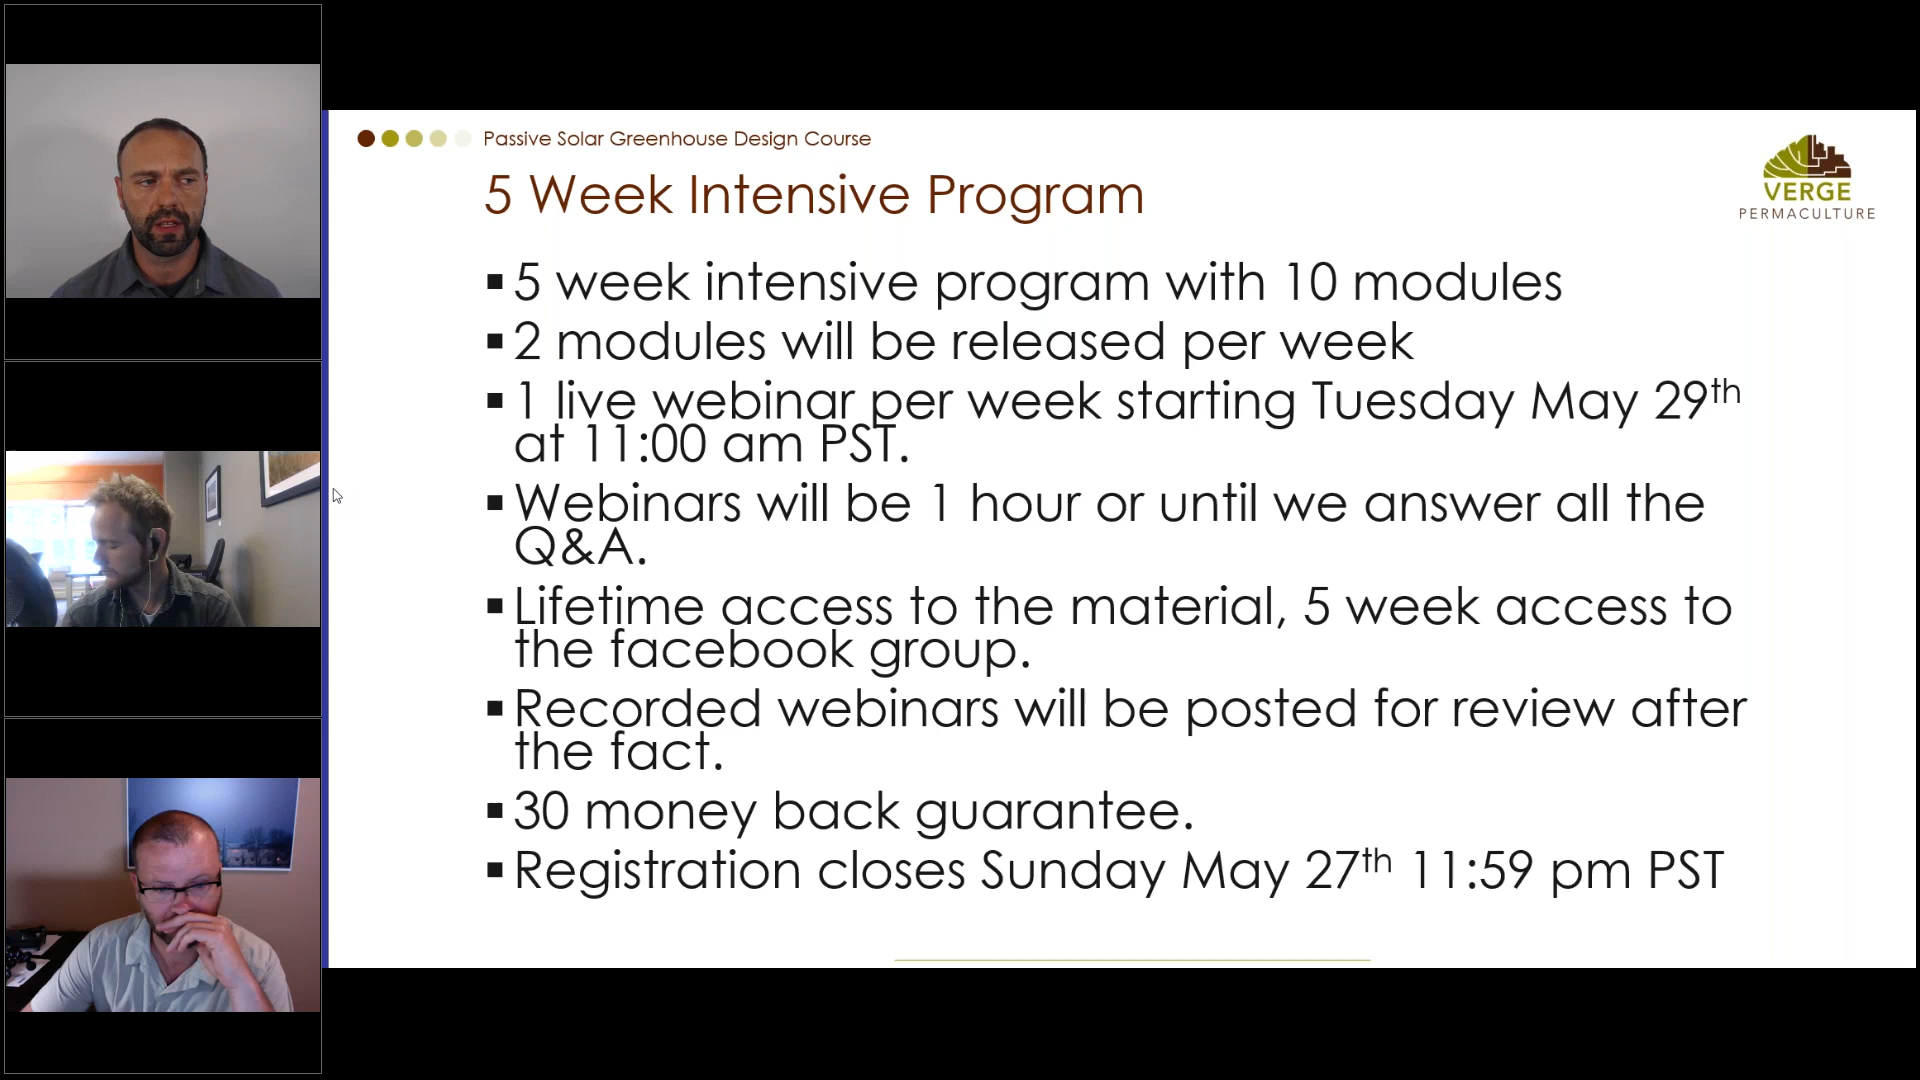 Passive Solar Greenhouse Design Course
5 Week Intensive Program
VERGE
PERMACULTURE
▪ 5 week intensive program with 10 modules
▪ 2 modules will be released per week
▪ 1 live webinar per week starting Tuesday May 29th
at 11:00 am PST.
▪ Webinars will be 1 hour or until we answer all the
Q&A.
▪ Lifetime access to the material, 5 week access to
the facebook group.
▪ Recorded webinars will be posted for review after
the fact.
▪ 30 money back guarantee.
▪ Registration closes Sunday May 27th 11:59 pm PST